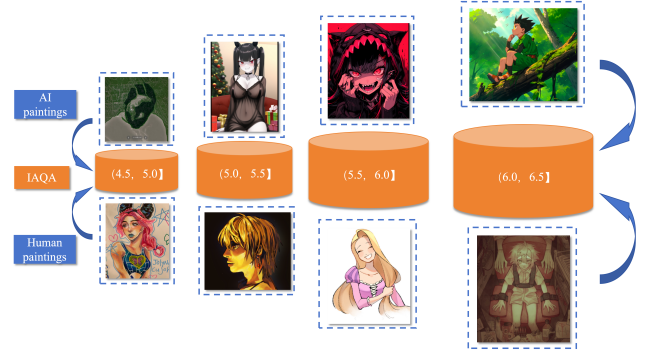 AI
paintings
IAQA
(4.5, 5.0】
(5.0, 5.5】
(5.5, 6.0】
(6.0, 6.5】
Human
paintings